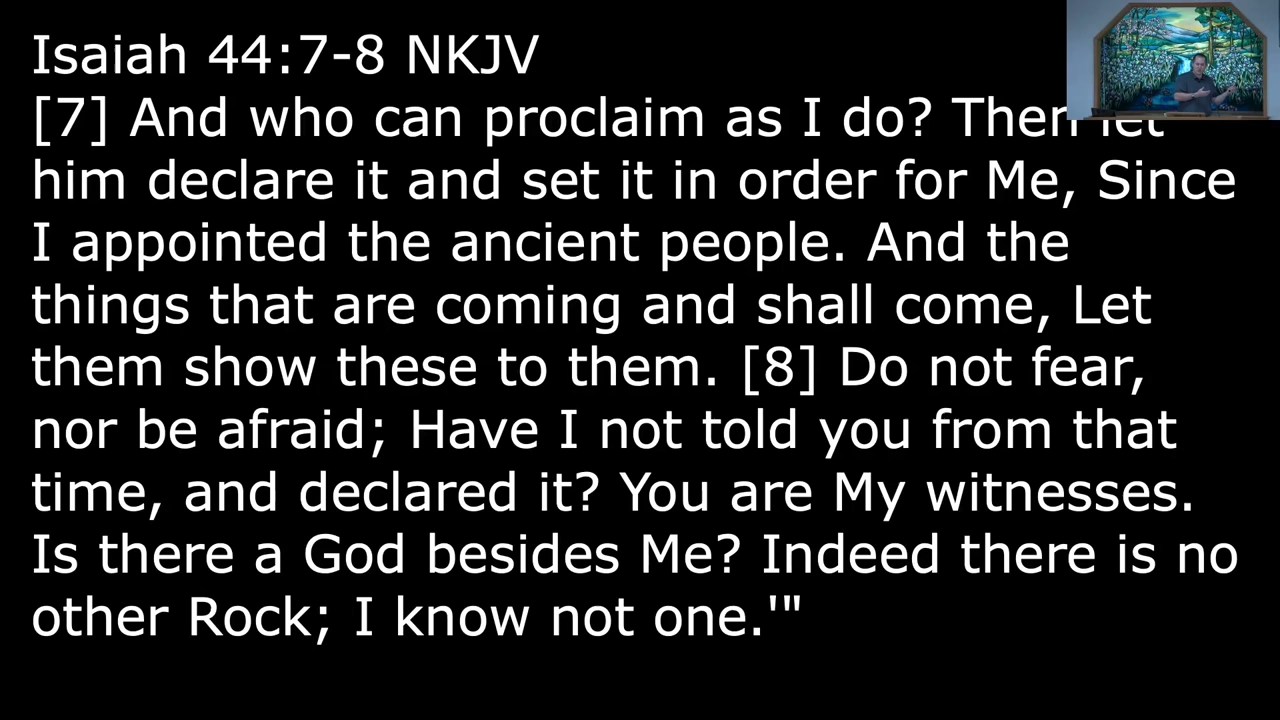 Isaiah 44:7-8 NKJV
[7] And who can proclaim as I do? Then let
him declare it and set it in order for Me, Since
I appointed the ancient people. And the
things that are coming and shall come, Let
them show these to them. [8] Do not fear,
nor be afraid; Have I not told you from that
time, and declared it? You are My witnesses.
Is there a God besides Me? Indeed there is no
other Rock; I know not one.'"